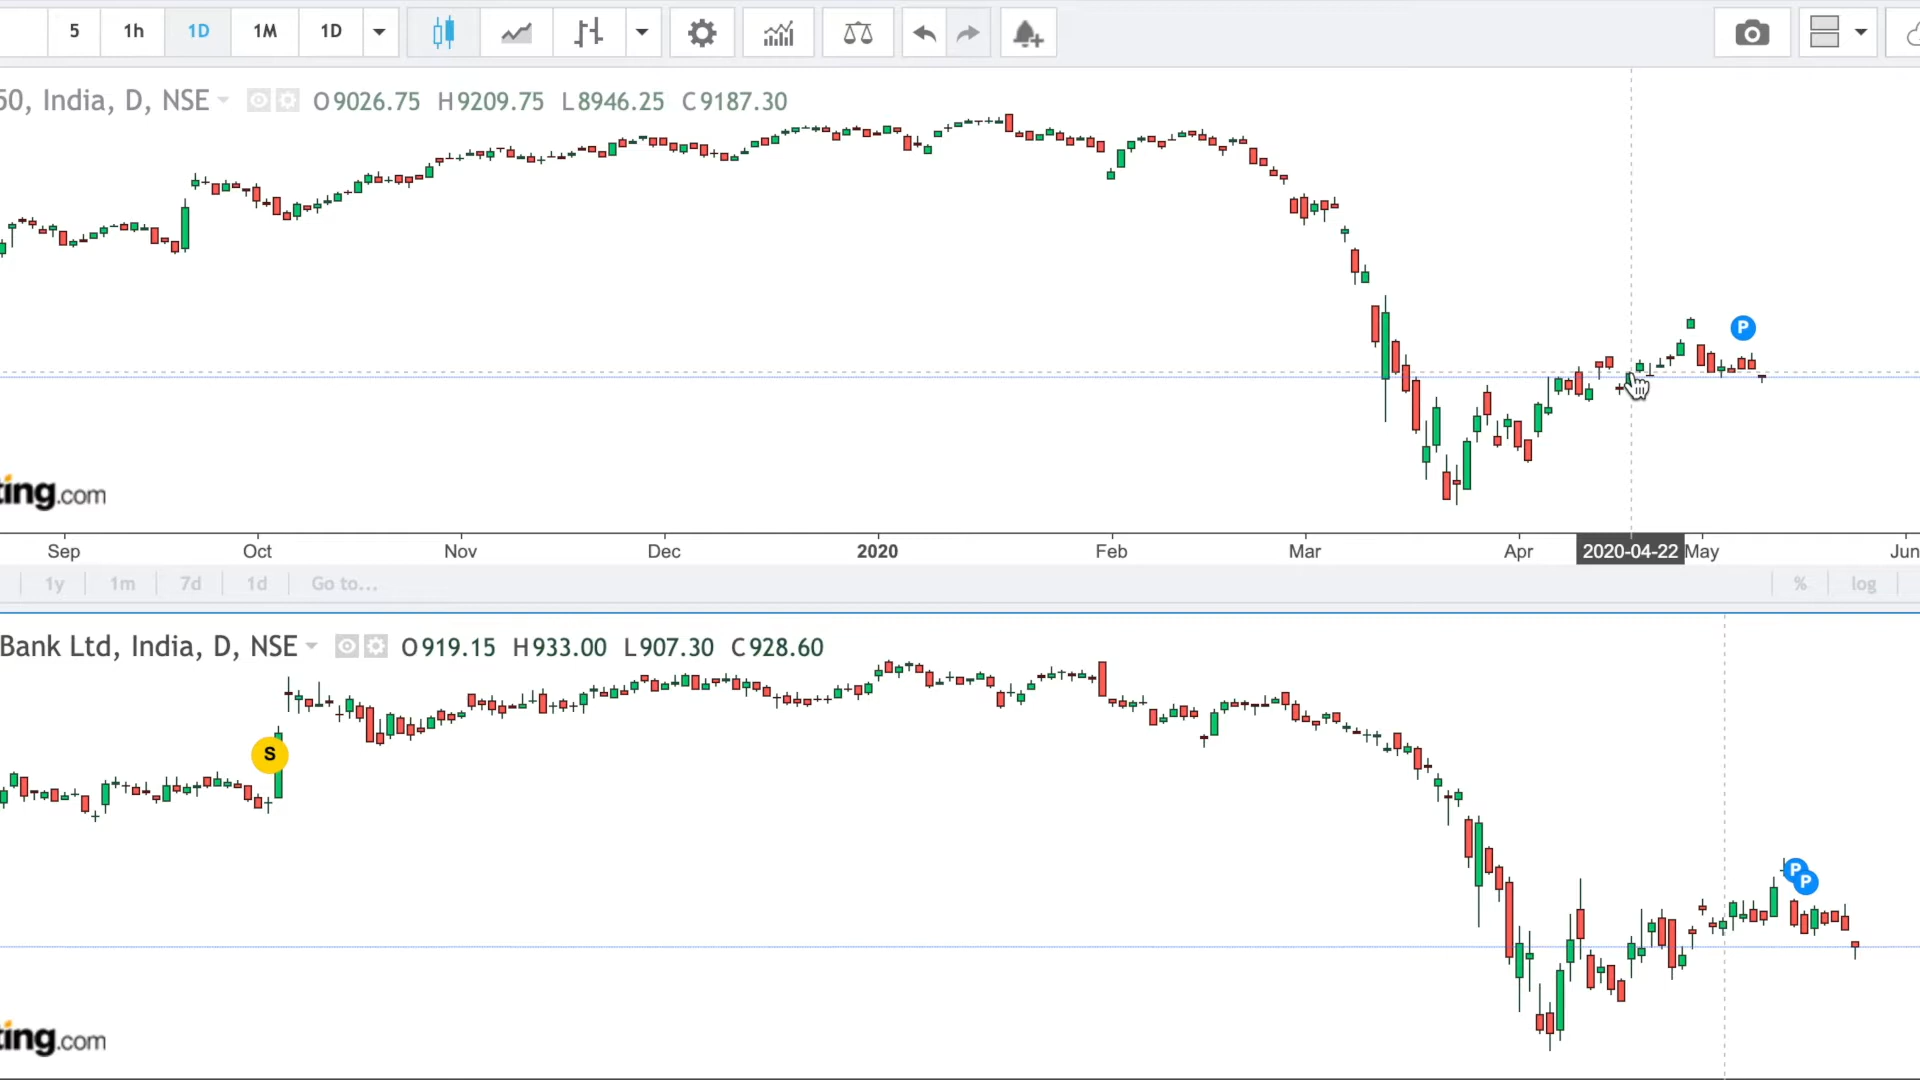 5 1h 1D 1M 1D
50, India, D, NSE O9026.75 H9209.75 L8946.25 C9187.30
P
ting.com
Sep Oct Nov Dec 2020 Feb Mar Apr 2020-04-22 May Jun
1y 1m 7d 1d Go to... % log
Bank Ltd, India, D, NSE O919.15 H933.00 L907.30 C928.60
S
P
P
ting.com